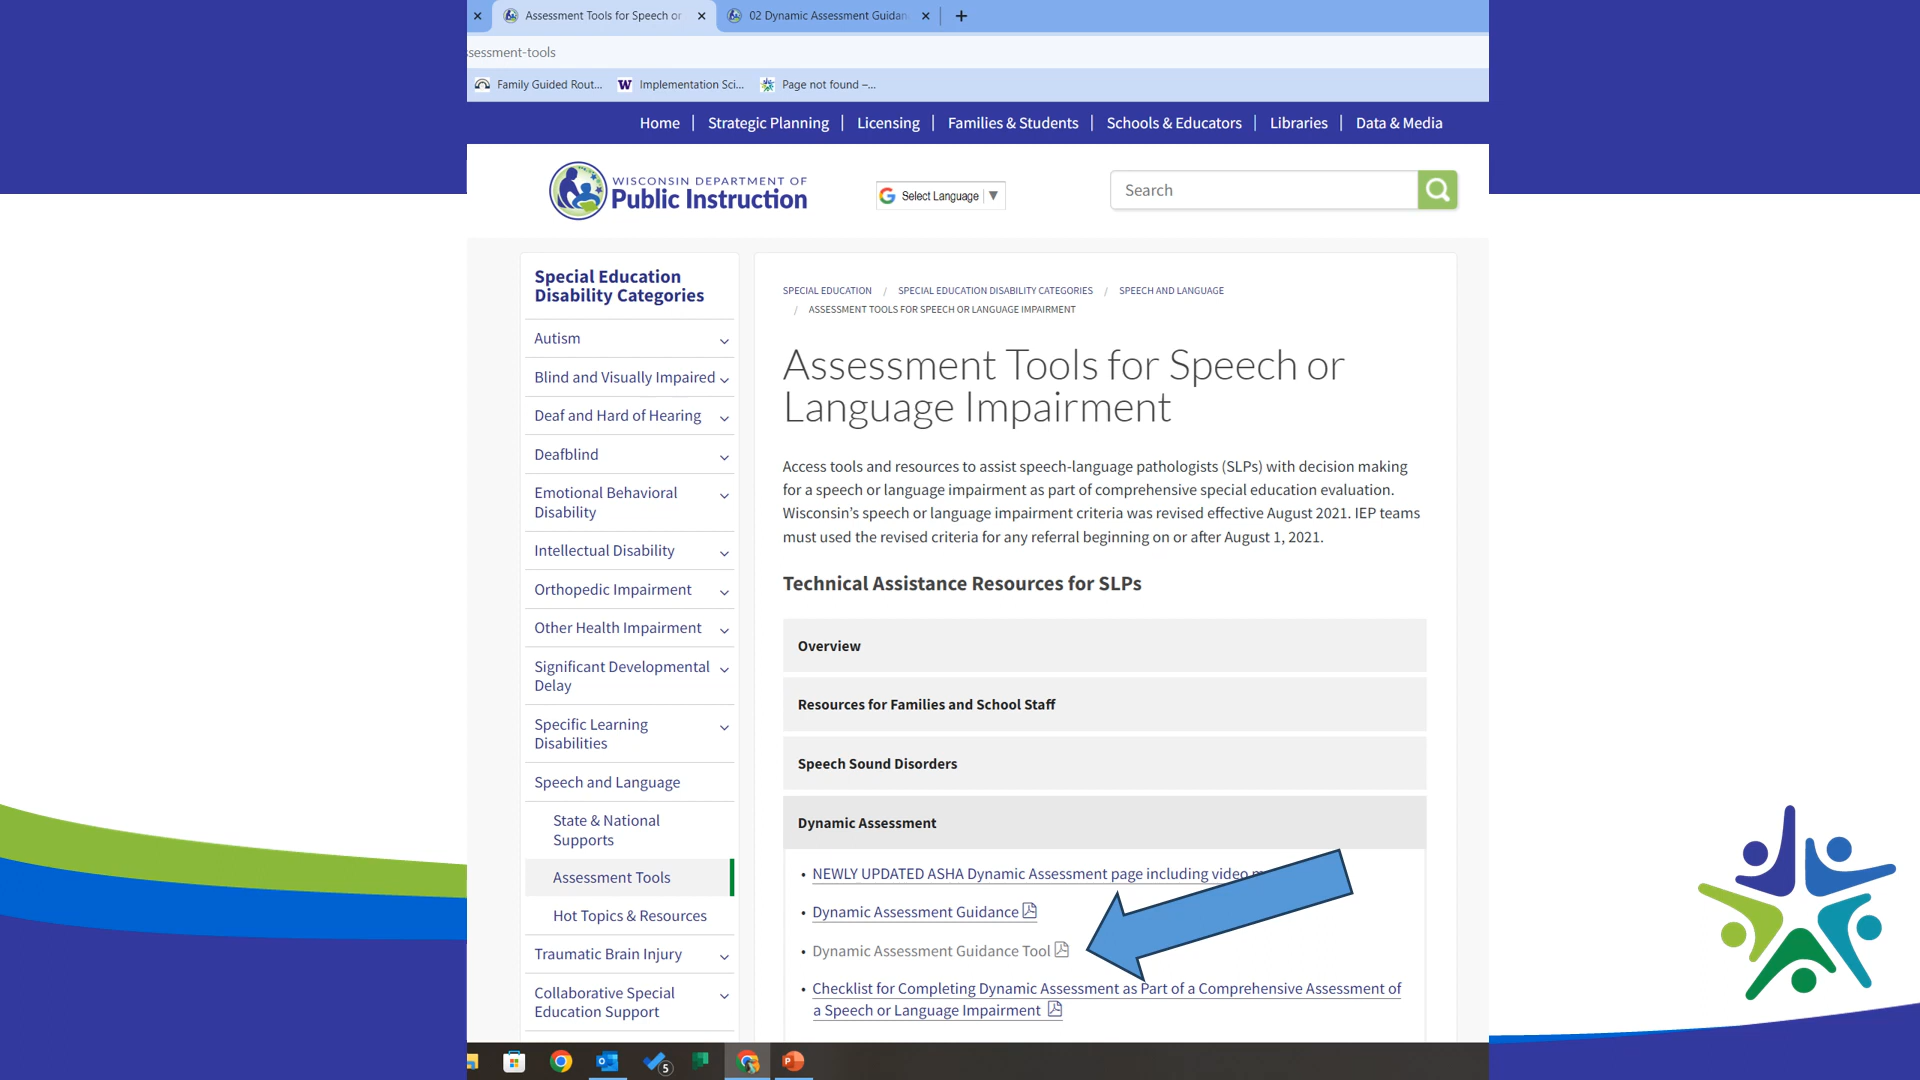 Assessment Tools for Speech or
02 Dynamic Assessment Guidan
ssessment-tools
Family Guided Rout...
Implementation Sci...
Page not found –...
Home | Strategic Planning | Licensing | Families & Students | Schools & Educators | Libraries | Data & Media
WISCONSIN DEPARTMENT OF
Public Instruction
Select Language
Search
Special Education
Disability Categories
Autism
Blind and Visually Impaired
Deaf and Hard of Hearing
Deafblind
Emotional Behavioral
Disability
Intellectual Disability
Orthopedic Impairment
Other Health Impairment
Significant Developmental
Delay
Specific Learning
Disabilities
Speech and Language
State & National
Supports
Assessment Tools
Hot Topics & Resources
Traumatic Brain Injury
Collaborative Special
Education Support
SPECIAL EDUCATION / SPECIAL EDUCATION DISABILITY CATEGORIES / SPEECH AND LANGUAGE
/ ASSESSMENT TOOLS FOR SPEECH OR LANGUAGE IMPAIRMENT
Assessment Tools for Speech or
Language Impairment
Access tools and resources to assist speech-language pathologists (SLPs) with decision making
for a speech or language impairment as part of comprehensive special education evaluation.
Wisconsin's speech or language impairment criteria was revised effective August 2021. IEP teams
must used the revised criteria for any referral beginning on or after August 1, 2021.
Technical Assistance Resources for SLPs
Overview
Resources for Families and School Staff
Speech Sound Disorders
Dynamic Assessment
• NEWLY UPDATED ASHA Dynamic Assessment page including video
• Dynamic Assessment Guidance
• Dynamic Assessment Guidance Tool
• Checklist for Completing Dynamic Assessment as Part of a Comprehensive Assessment of
a Speech or Language Impairment
5